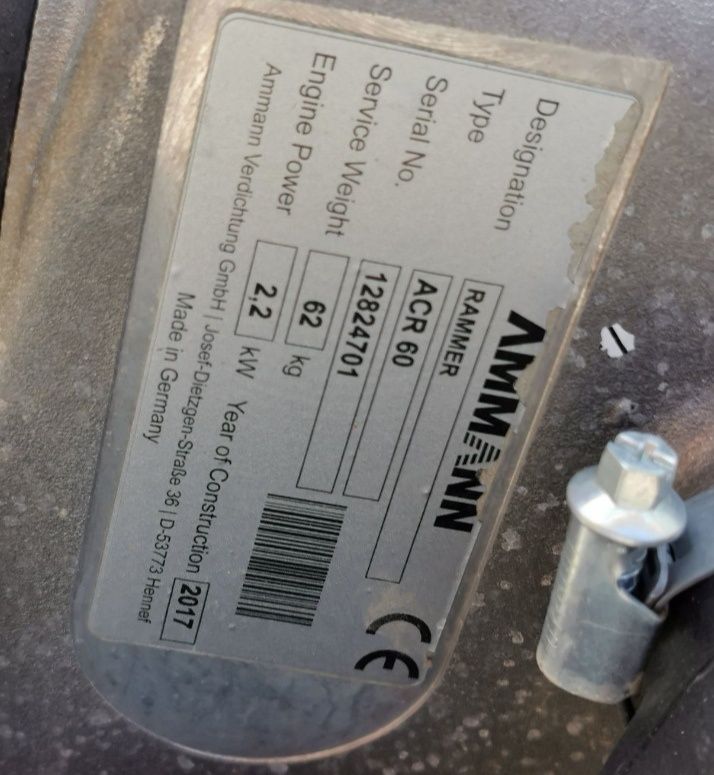 AMMANN
Designation RAMMER
Type ACR 60
Serial No. 12824701
Service Weight 62 kg
Engine Power 2,2 kW Year of Construction 2017
Ammann Verdichtung GmbH | Josef-Dietzgen-Straße 36 | D-53773 Hennef
Made in Germany
CE